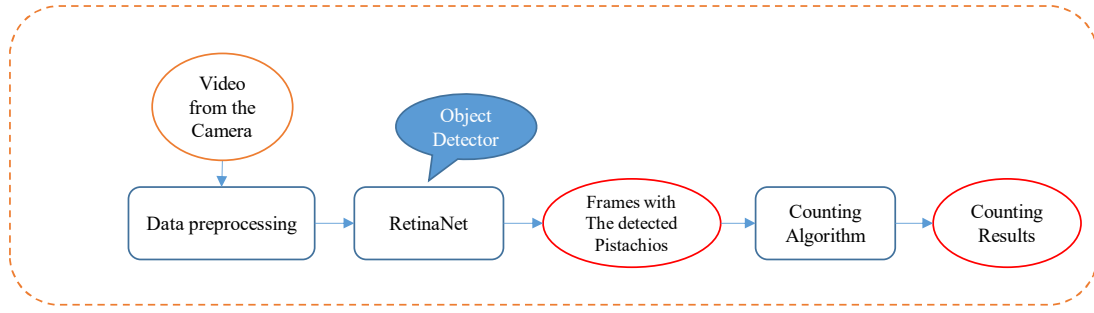 Video
from the
Camera
Object
Detector
Data preprocessing
RetinaNet
Frames with
The detected
Pistachios
Counting
Algorithm
Counting
Results